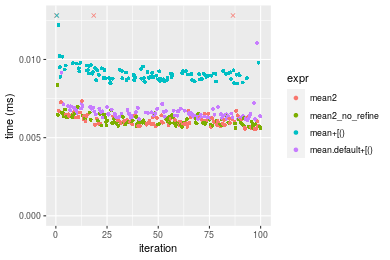 0.010
0.005
0.000
time (ms)
0
25
50
75
100
iteration
expr
mean2
mean2_no_refine
mean+[()
mean.default+[()